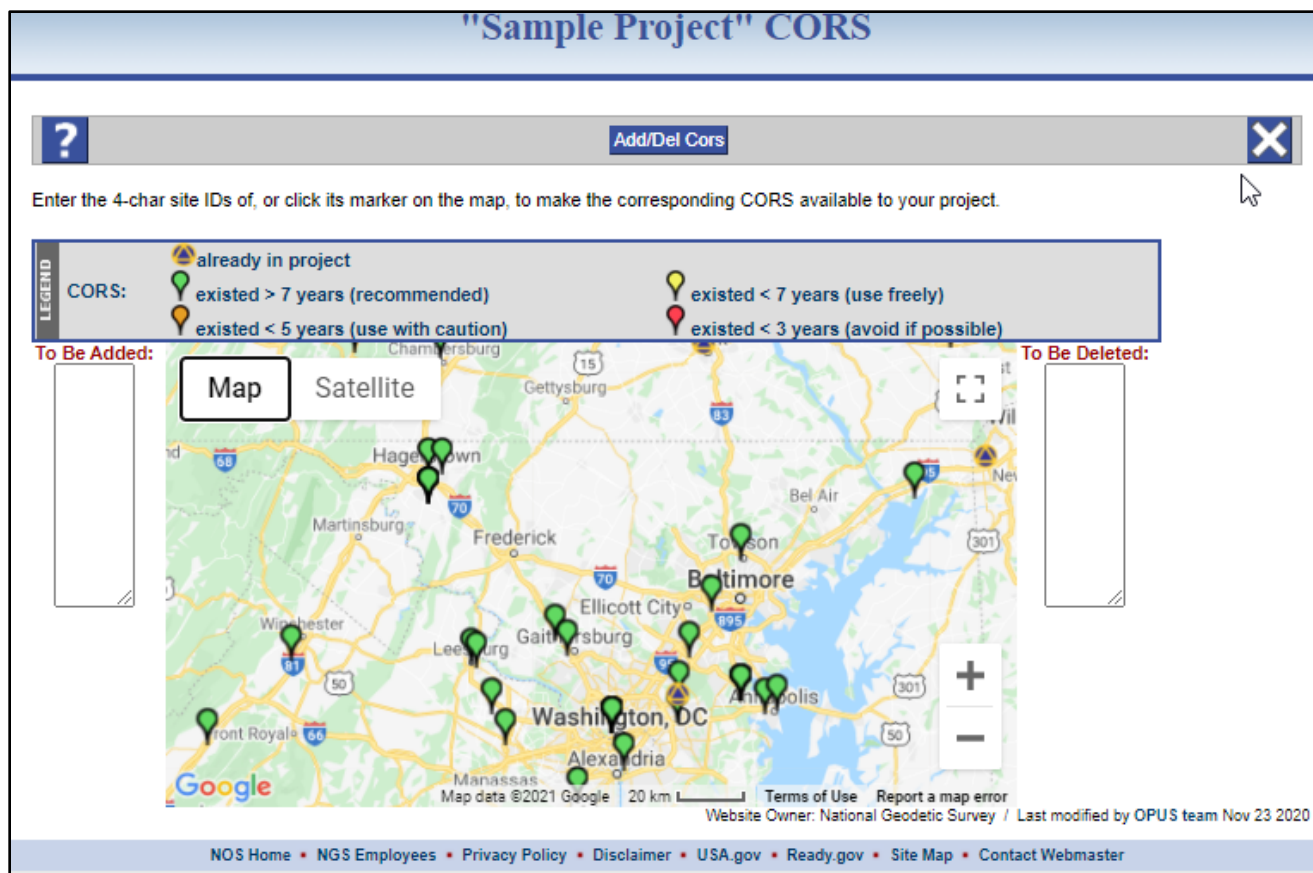 "Sample Project" CORS
?
Add/Del Cors
Enter the 4-char site IDs of, or click its marker on the map, to make the corresponding CORS available to your project.
LEGEND
CORS:
already in project
existed > 7 years (recommended)
existed < 7 years (use freely)
existed < 5 years (use with caution)
existed < 3 years (avoid if possible)
To Be Added:
To Be Deleted:
Map
Satellite
Chambersburg
15
Gettysburg
83
68
Hagerstown
70
95
Bel Air
Martinsburg
Frederick
Towson
301
70
Baltimore
Ellicott City
895
Winchester
Gaithersburg
Leesburg
81
95
50
Annapolis
301
Washington, DC
Front Royal
66
50
Alexandria
Manassas
Google
Map data ©2021 Google
20 km
Terms of Use
Report a map error
Website Owner: National Geodetic Survey / Last modified by OPUS team Nov 23 2020
NOS Home • NGS Employees • Privacy Policy • Disclaimer • USA.gov • Ready.gov • Site Map • Contact Webmaster